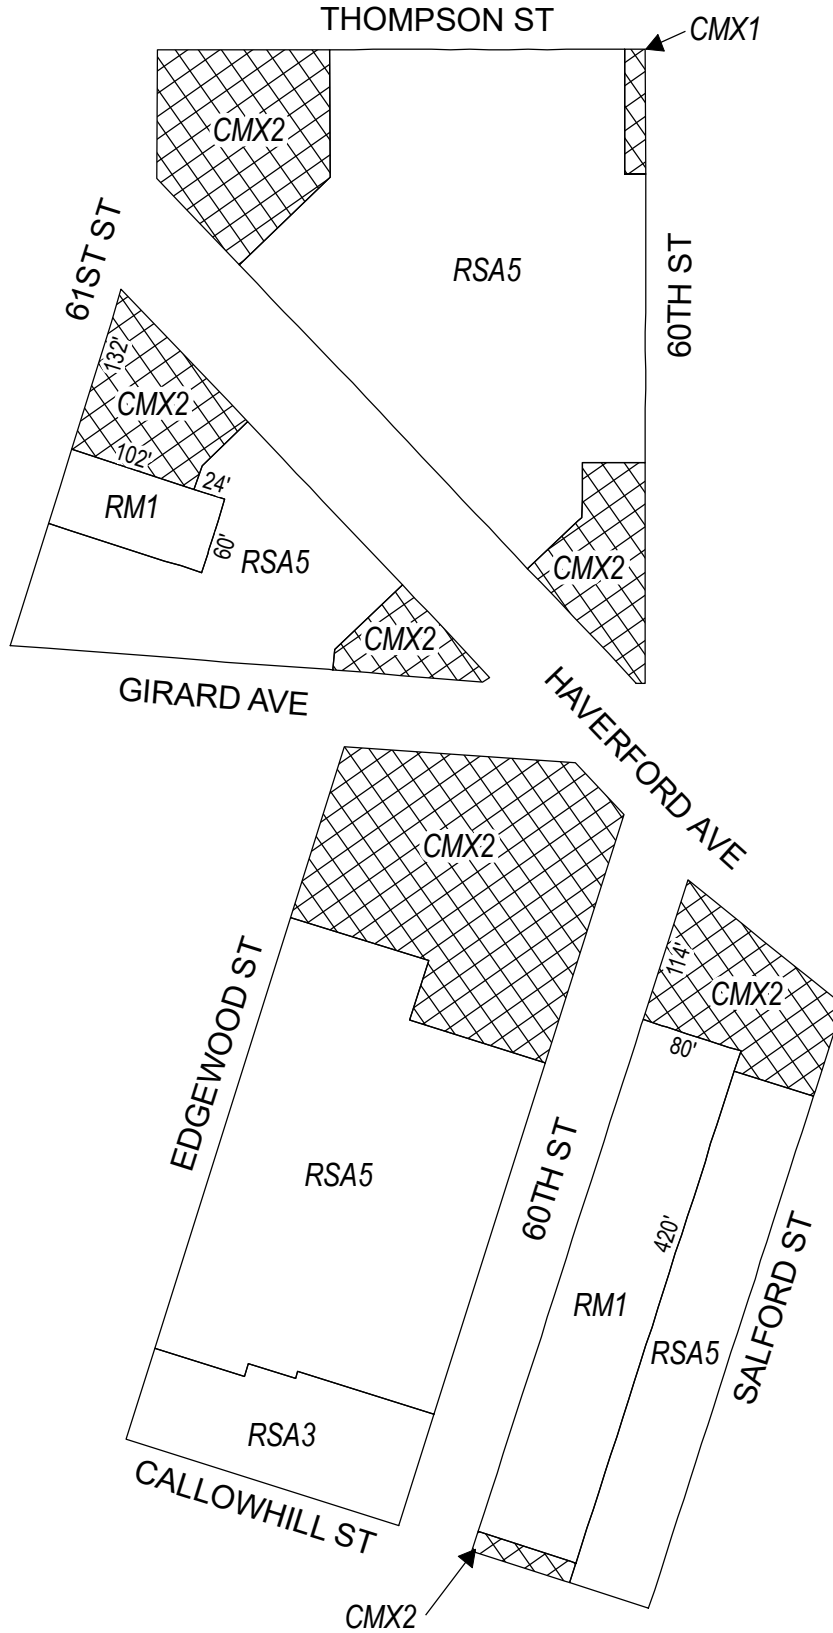 THOMPSON ST
CMX1
CMX2
61ST ST
RSA5
60TH ST
132'
CMX2
102'
24'
RM1
60'
RSA5
CMX2
CMX2
GIRARD AVE
HAVERFORD AVE
CMX2
EDGEWOOD ST
114'
CMX2
80'
RSA5
60TH ST
420'
RM1
RSA5
SALFORD ST
RSA3
CALLOWHILL ST
CMX2